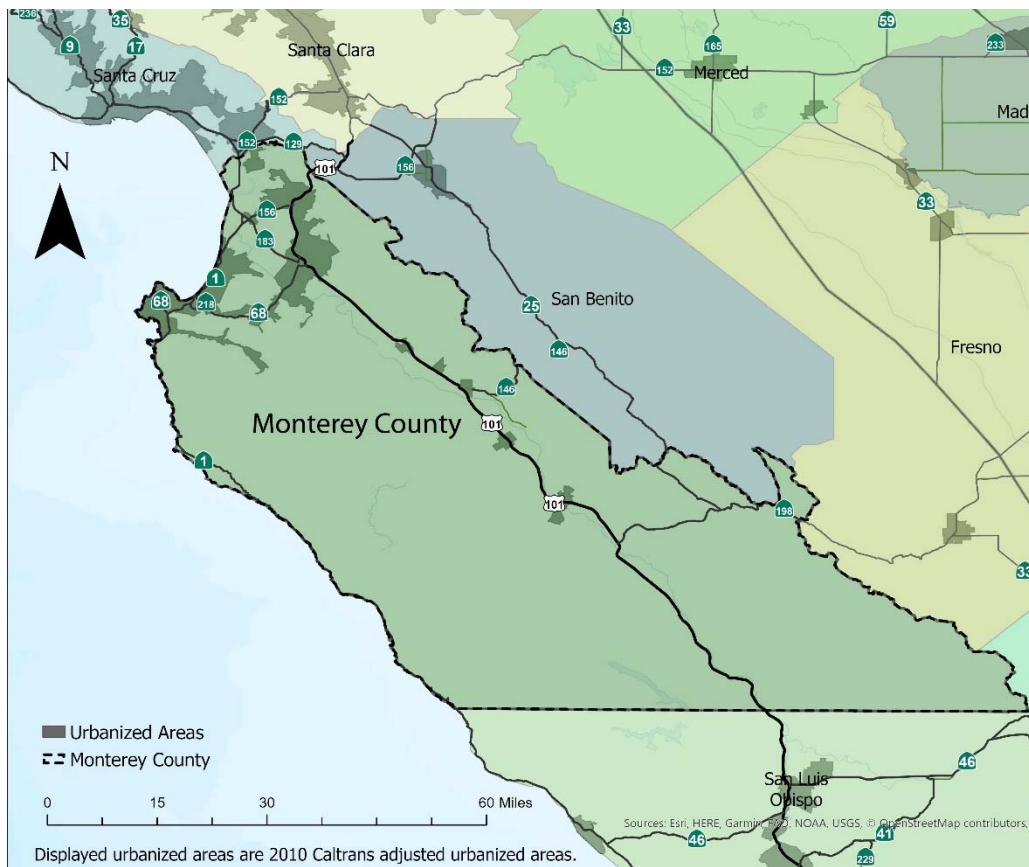 236
35
9
17
Santa Cruz
Santa Clara
152
33
165
59
233
152
Merced
Mad
152
129
101
156
33
156
183
1
68
218
68
25
San Benito
146
Fresno
146
Monterey County
101
1
101
198
33
Urbanized Areas
Monterey County
0 15 30 60 Miles
46
San Luis
Obispo
Sources: Esri, HERE, Garmin, FAO, NOAA, USGS, © OpenStreetMap contributors,
46
41
229
Displayed urbanized areas are 2010 Caltrans adjusted urbanized areas.
N